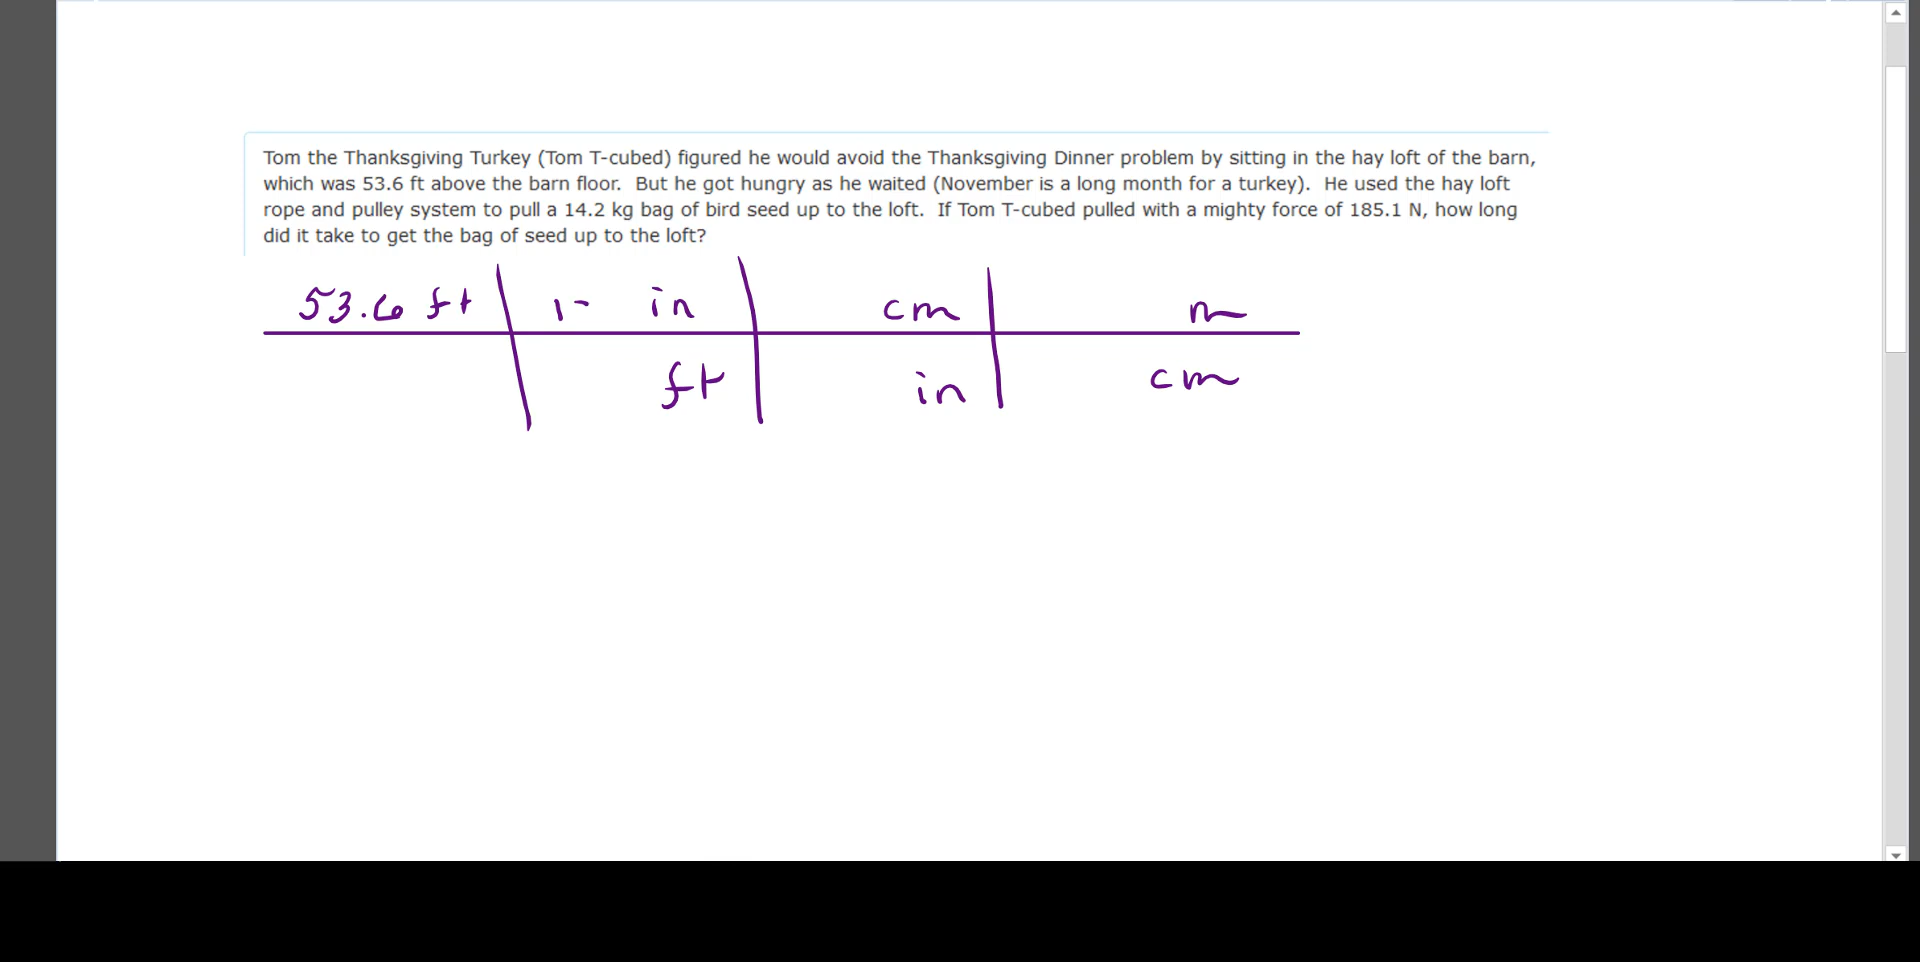 Tom the Thanksgiving Turkey (Tom T-cubed) figured he would avoid the Thanksgiving Dinner problem by sitting in the hay loft of the barn,
which was 53.6 ft above the barn floor.  But he got hungry as he waited (November is a long month for a turkey).  He used the hay loft
rope and pulley system to pull a 14.2 kg bag of bird seed up to the loft.  If Tom T-cubed pulled with a mighty force of 185.1 N, how long
did it take to get the bag of seed up to the loft?
53.6 ft in cm m
ft in cm